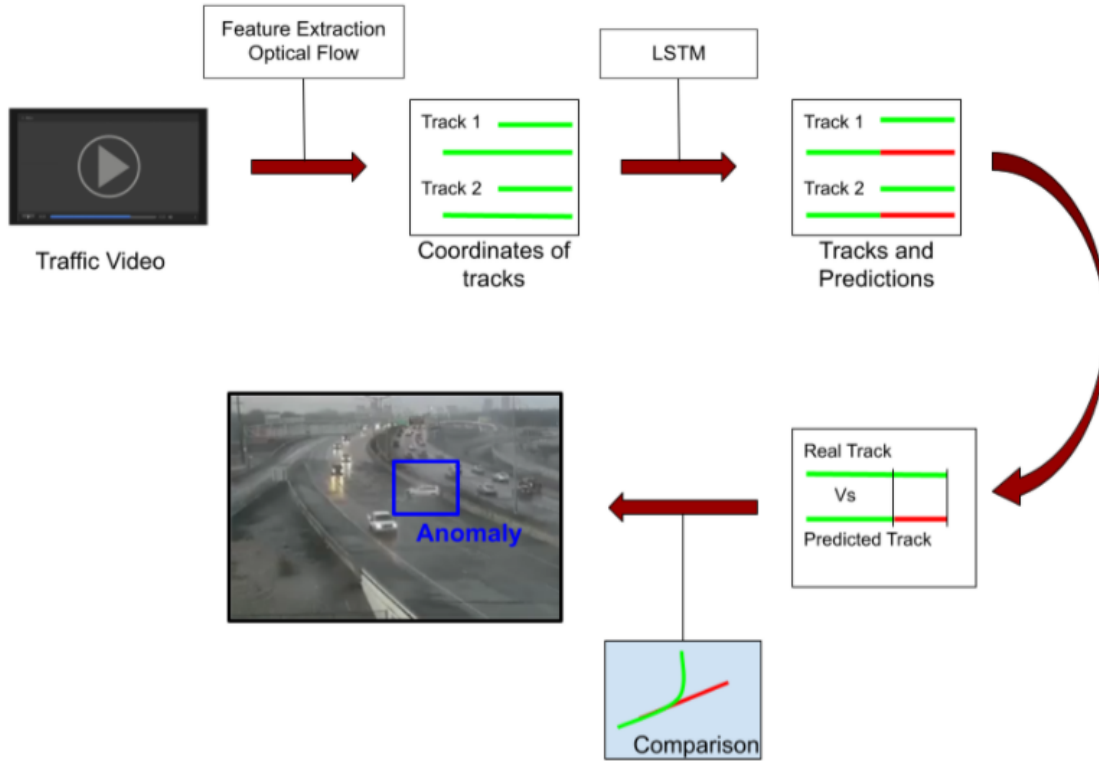 Feature Extraction
Optical Flow
LSTM
Traffic Video
Track 1
Track 2
Coordinates of
tracks
Track 1
Track 2
Tracks and
Predictions
Real Track
Vs
Predicted Track
Anomaly
Comparison